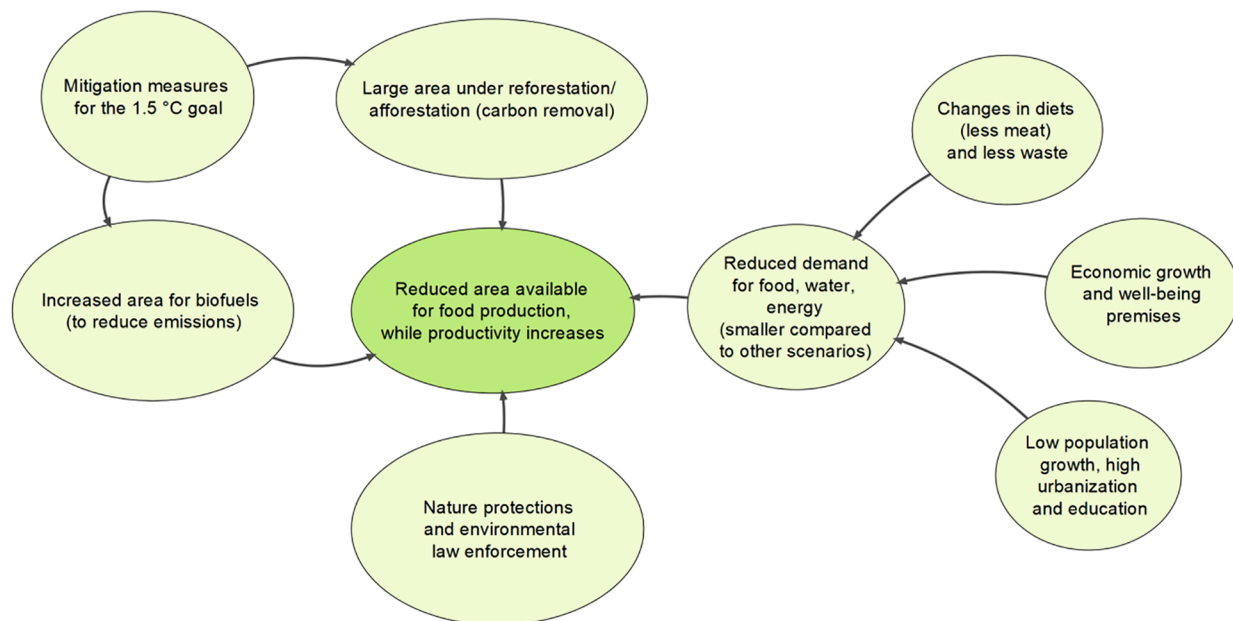 Mitigation measures
for the 1.5 °C goal
Large area under reforestation/
afforestation (carbon removal)
Changes in diets
(less meat)
and less waste
Increased area for biofuels
(to reduce emissions)
Reduced area available
for food production,
while productivity increases
Reduced demand
for food, water,
energy
(smaller compared
to other scenarios)
Economic growth
and well-being
premises
Nature protections
and environmental
law enforcement
Low population
growth, high
urbanization
and education